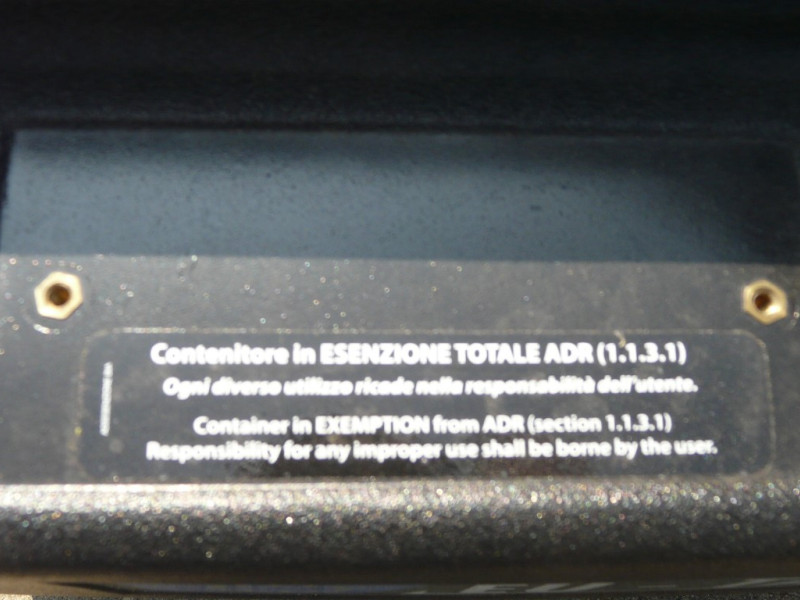 Contenitore in ESENZIONE TOTALE ADR (1.1.3.1)
Ogni diverso utilizzo ricade nella responsabilità dell'utente.
Container in EXEMPTION from ADR (section 1.1.3.1)
Responsibility for any improper use shall be borne by the user.